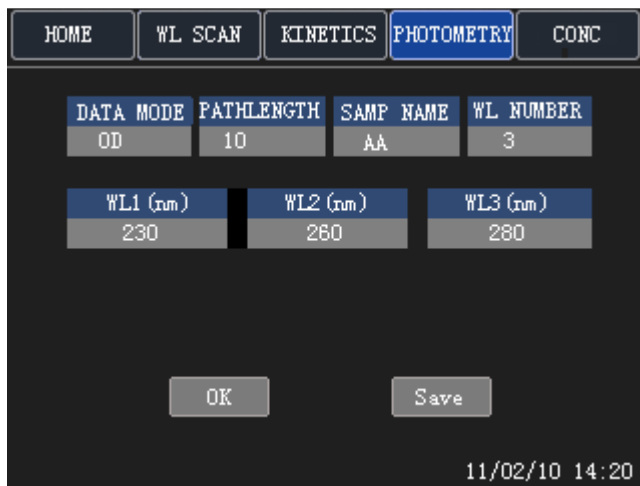 HOME WL SCAN KINETICS PHOTOMETRY CONC
DATA MODE PATHLENGTH SAMP NAME WL NUMBER
OD 10 AA 3
WL1(nm) WL2(nm) WL3(nm)
230 260 280
OK Save
11/02/10 14:20